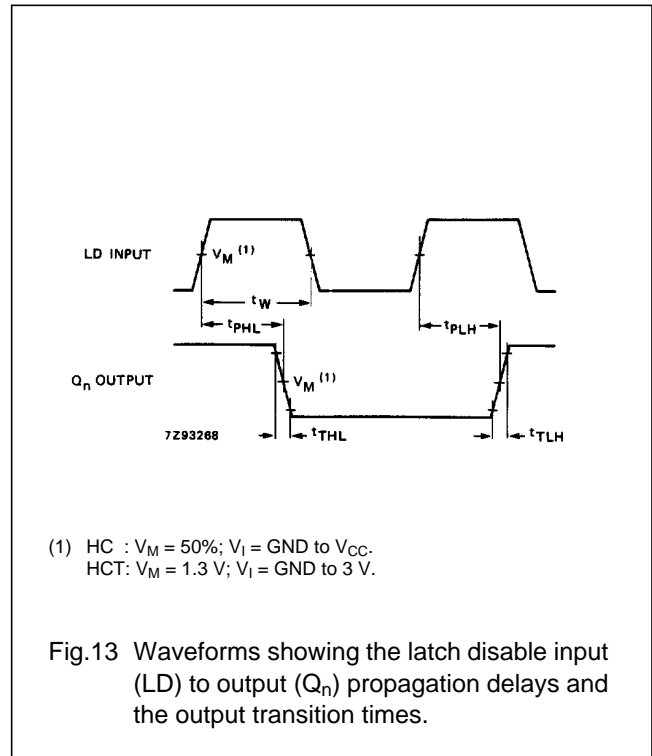 LD INPUT
V_M (1)
t_W
t_PHL
t_PLH
Q_n OUTPUT
V_M (1)
7Z93268
t_THL
t_TLH
(1) HC : V_M = 50%; V_I = GND to V_CC.
HCT: V_M = 1.3 V; V_I = GND to 3 V.
Fig.13 Waveforms showing the latch disable input
(LD) to output (Q_n) propagation delays and
the output transition times.